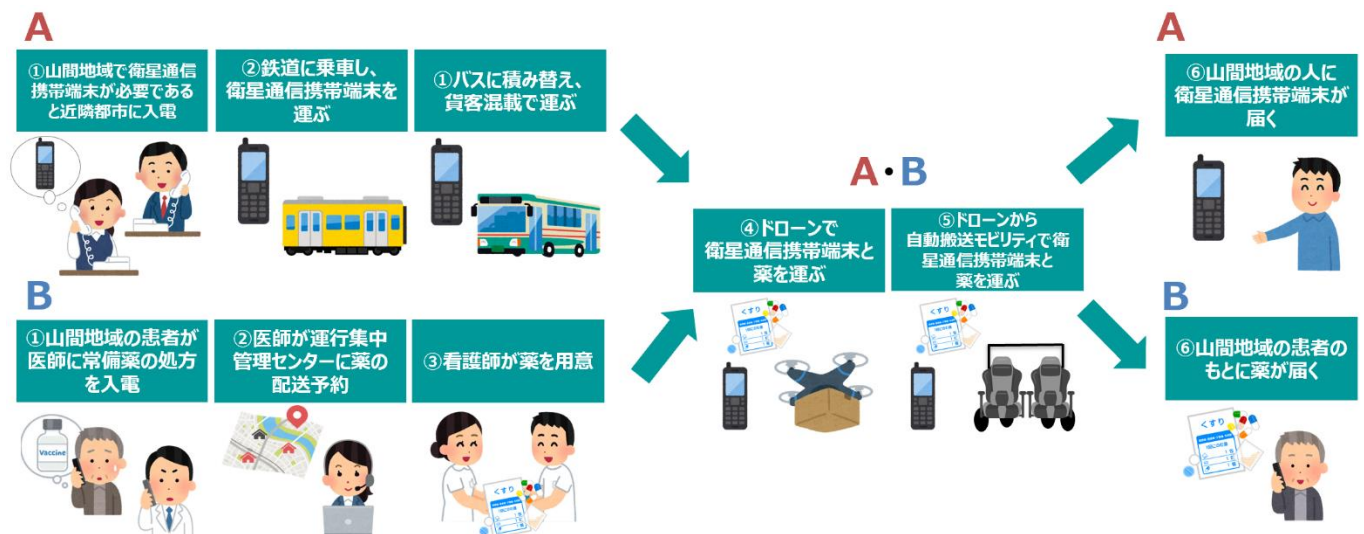 A
①山間地域で衛星通信
携帯端末が必要である
と近隣都市に入電
②鉄道に乗車し、
衛星通信携帯端末を
運ぶ
①バスに積み替え、
貨客混載で運ぶ
B
①山間地域の患者が
医師に常備薬の処方
を入電
Vaccine
②医師が運行集中
管理センターに薬の
配送予約
③看護師が薬を用意
くすり
A・B
④ドローンで
衛星通信携帯端末と
薬を運ぶ
くすり
⑤ドローンから
自動搬送モビリティで衛
星通信携帯端末と
薬を運ぶ
くすり
A
⑥山間地域の人に
衛星通信携帯端末が
届く
B
⑥山間地域の患者の
もとに薬が届く
くすり